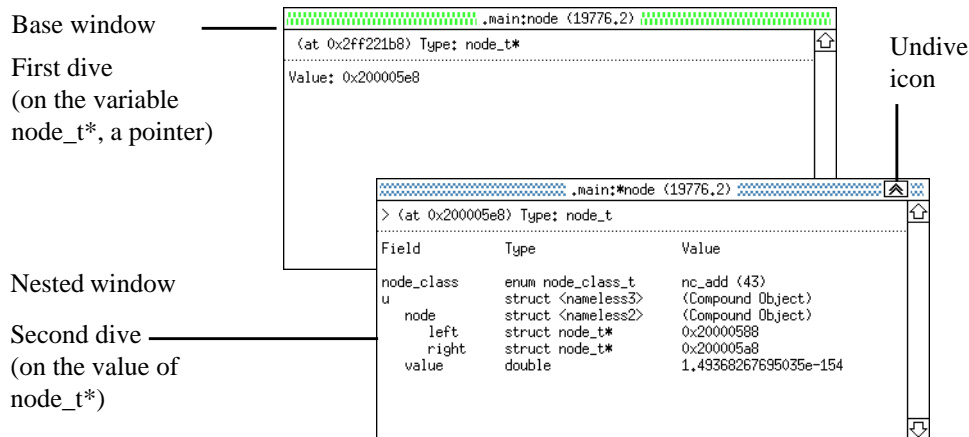 Base window
First dive
(on the variable
node_t*, a pointer)
.main:node (19776.2)
(at 0x2ff221b8) Type: node_t*
Value: 0x200005e8
Undive
icon
.main:*node (19776.2)
> (at 0x200005e8) Type: node_t
Field Type Value
node_class enum node_class_t nc_add (43)
u struct <nameless3> (Compound Object)
node struct <nameless2> (Compound Object)
left struct node_t* 0x20000588
right struct node_t* 0x200005a8
value double 1.49368267695035e-154
Nested window
Second dive
(on the value of
node_t*)